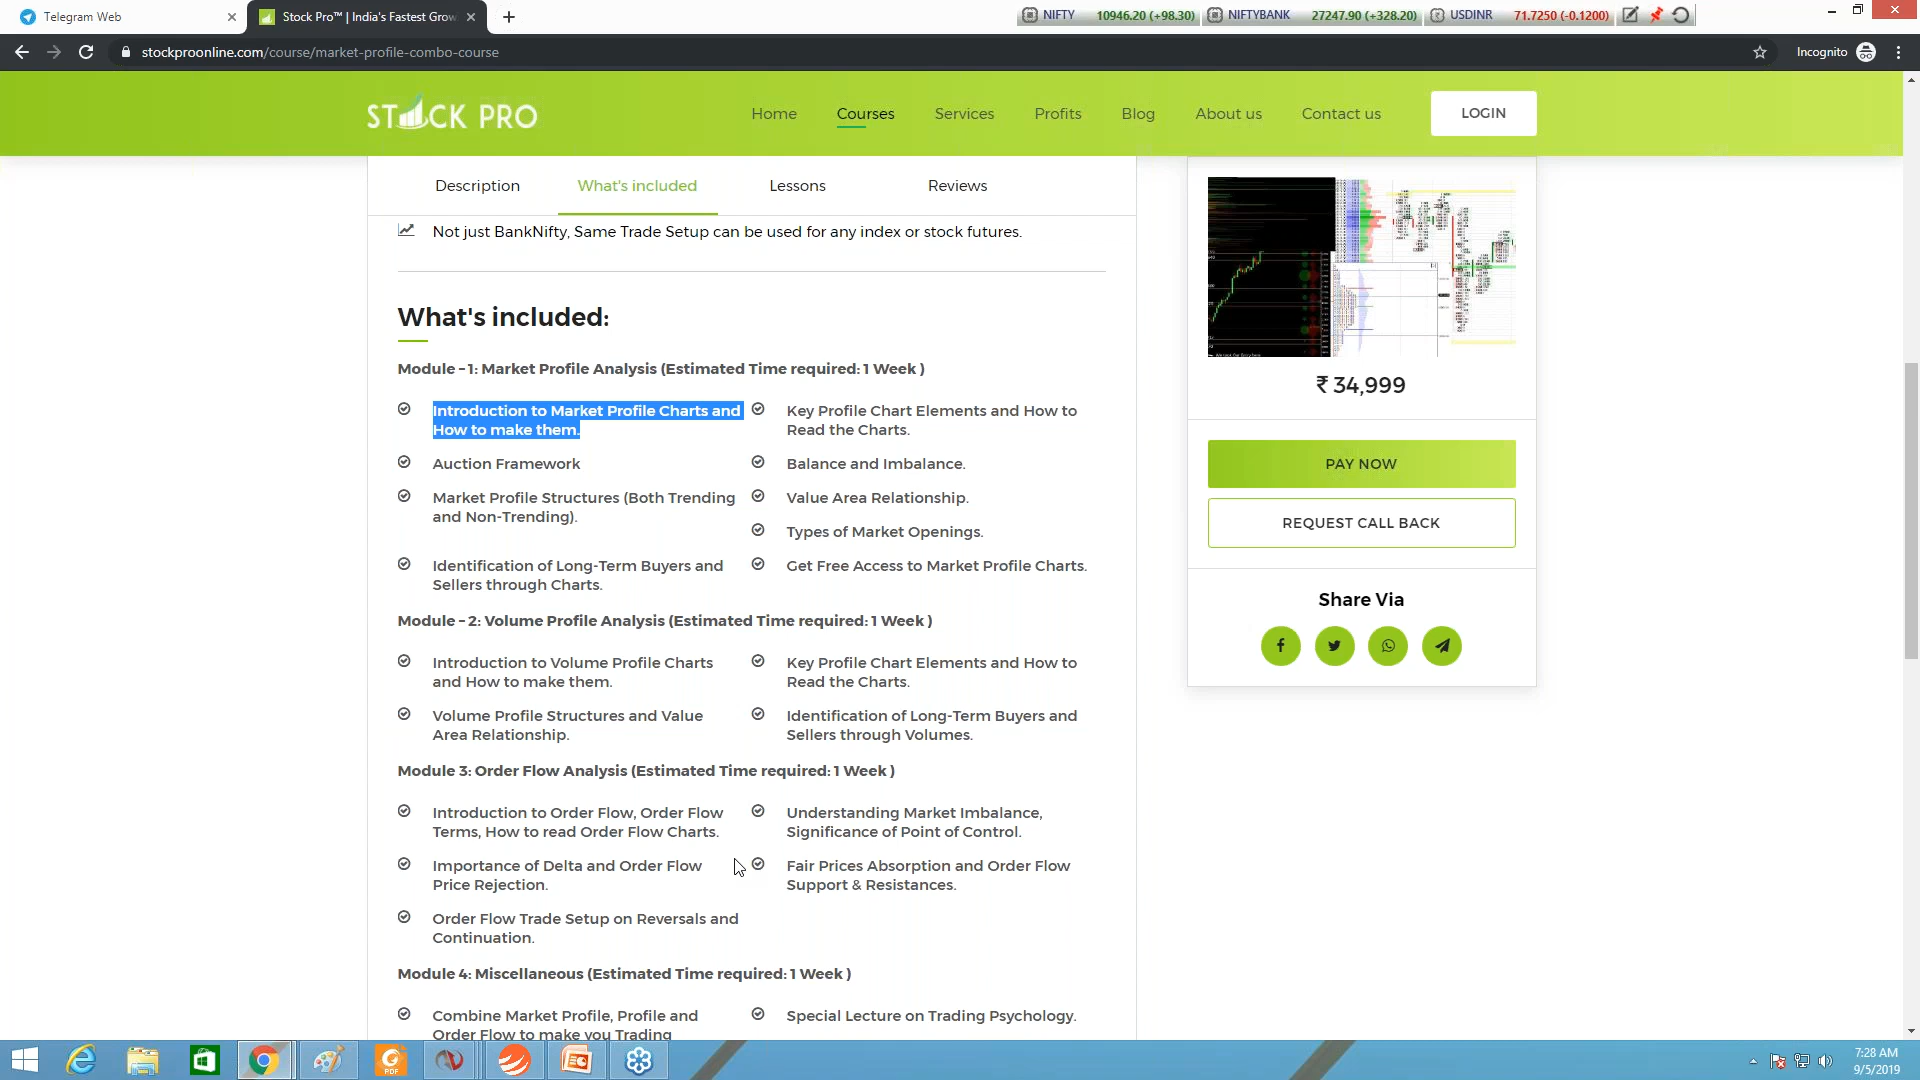 Telegram Web
Stock Pro™ | India's Fastest Grow
NIFTY 10946.20 (+98.30) NIFTYBANK 27247.90 (+328.20) USDINR 71.7250 (-0.1200)
stockproonline.com/course/market-profile-combo-course
Incognito
STOCK PRO
Home Courses Services Profits Blog About us Contact us LOGIN
Description What's included Lessons Reviews
Not just BankNifty, Same Trade Setup can be used for any index or stock futures.
What's included:
Module – 1: Market Profile Analysis (Estimated Time required: 1 Week )
Introduction to Market Profile Charts and
How to make them.
Key Profile Chart Elements and How to
Read the Charts.
Auction Framework
Balance and Imbalance.
Market Profile Structures (Both Trending
and Non-Trending).
Value Area Relationship.
Types of Market Openings.
Identification of Long-Term Buyers and
Sellers through Charts.
Get Free Access to Market Profile Charts.
Module – 2: Volume Profile Analysis (Estimated Time required: 1 Week )
Introduction to Volume Profile Charts
and How to make them.
Key Profile Chart Elements and How to
Read the Charts.
Volume Profile Structures and Value
Area Relationship.
Identification of Long-Term Buyers and
Sellers through Volumes.
Module 3: Order Flow Analysis (Estimated Time required: 1 Week )
Introduction to Order Flow, Order Flow
Terms, How to read Order Flow Charts.
Understanding Market Imbalance,
Significance of Point of Control.
Importance of Delta and Order Flow
Price Rejection.
Fair Prices Absorption and Order Flow
Support & Resistances.
Order Flow Trade Setup on Reversals and
Continuation.
Module 4: Miscellaneous (Estimated Time required: 1 Week )
Combine Market Profile, Profile and
Order Flow to make you Trading
Special Lecture on Trading Psychology.
₹ 34,999
PAY NOW
REQUEST CALL BACK
Share Via
PDF
7:28 AM
9/5/2019